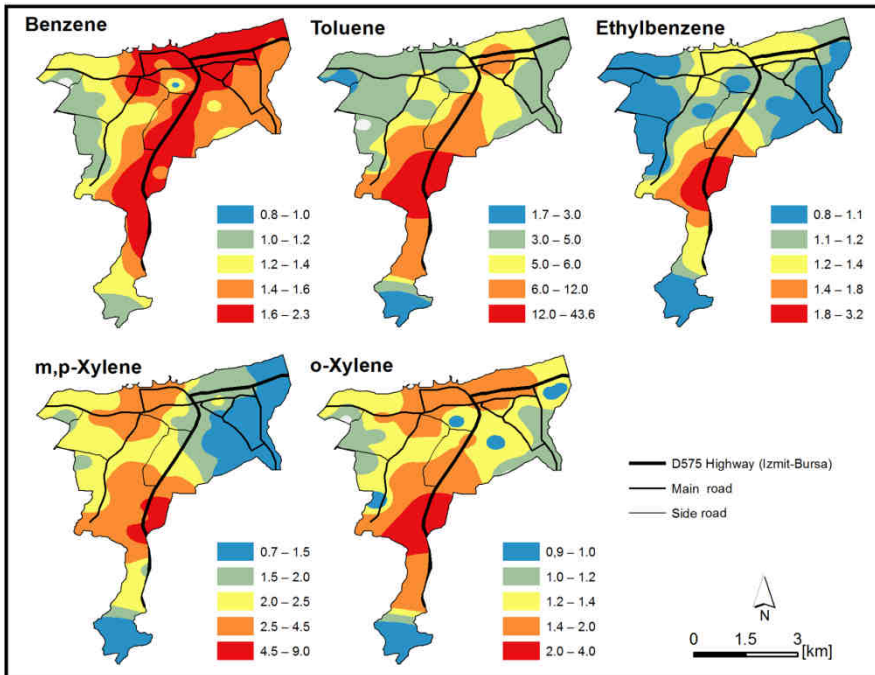 Benzene
0.8 – 1.0
1.0 – 1.2
1.2 – 1.4
1.4 – 1.6
1.6 – 2.3
Toluene
1.7 – 3.0
3.0 – 5.0
5.0 – 6.0
6.0 – 12.0
12.0 – 43.6
Ethylbenzene
0.8 – 1.1
1.1 – 1.2
1.2 – 1.4
1.4 – 1.8
1.8 – 3.2
m,p-Xylene
0.7 – 1.5
1.5 – 2.0
2.0 – 2.5
2.5 – 4.5
4.5 – 9.0
o-Xylene
0,9 – 1.0
1.0 – 1.2
1.2 – 1.4
1.4 – 2.0
2.0 – 4.0
D575 Highway (Izmit-Bursa)
Main road
Side road
N
0 1.5 3
[km]